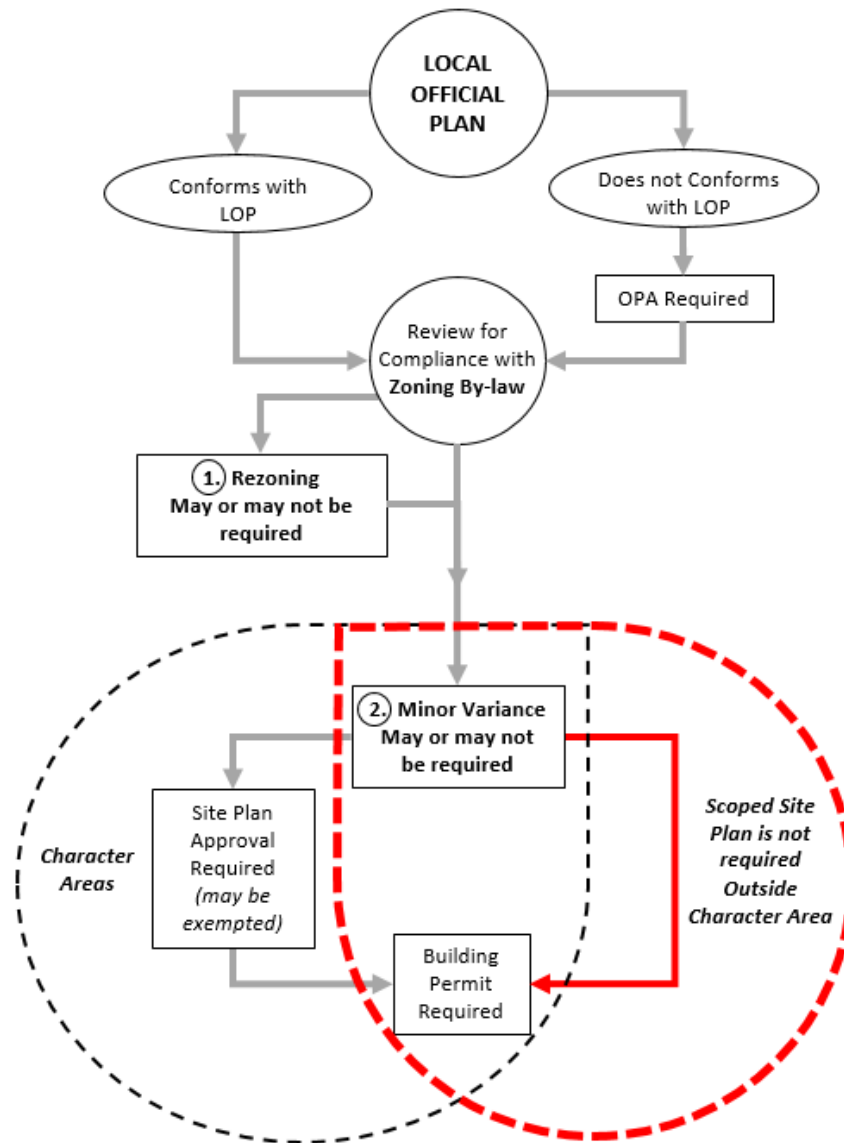 LOCAL
OFFICIAL
PLAN
Conforms with
LOP
Does not Conforms
with LOP
OPA Required
Review for
Compliance with
Zoning By-law
1. Rezoning
May or may not be
required
2. Minor Variance
May or may not
be required
Site Plan
Approval
Required
(may be
exempted)
Character
Areas
Scoped Site
Plan is not
required
Outside
Character Area
Building
Permit
Required